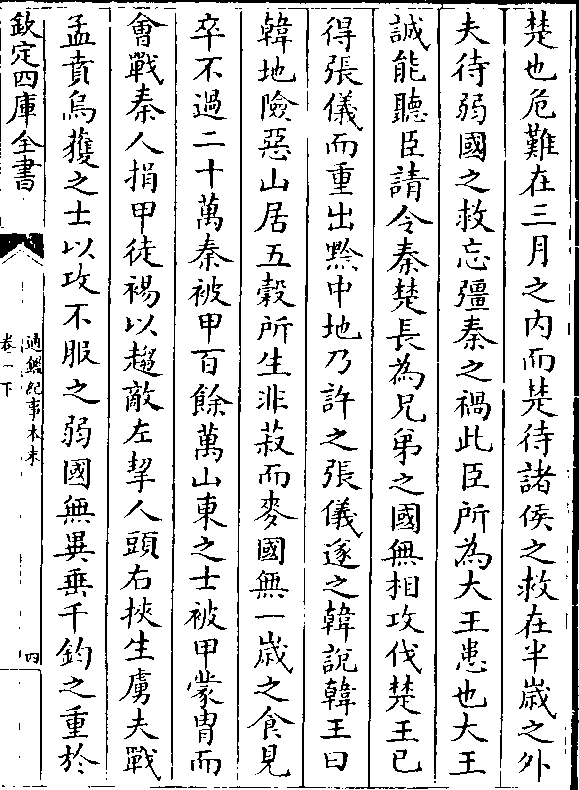 楚也危難在三月之内而楚待諸侯之救在半嵗之外
夫待弱國之救忘彊秦之禍此臣所為大王患也大王
誠能聽臣請令秦楚長為兄弟之國無相攻伐楚王已
得張儀而重出黔中地乃許之張儀遂之韓說韓王曰
韓地險惡山居五穀所生非菽而麥國無一嵗之食見
卒不過二十萬秦被甲百餘萬山東之士被甲蒙胄而
㑹戰秦人捐甲徒裼以趨敵左挈人頭右挾生虜夫戰
孟賁烏獲之士以攻不服之弱國無異垂千鈞之重於
欽定四庫全書
通鑑紀事本末
卷一下
四